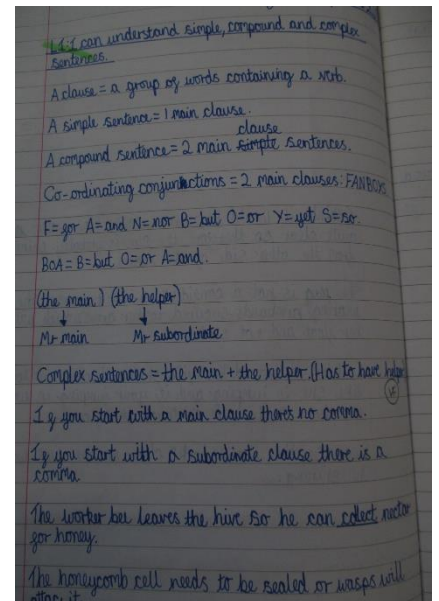 L1: I can understand simple, compound and complex
sentences.
A clause = a group of words containing a verb.
A simple sentence = 1 main clause.
clause
A compound sentence = 2 main simple sentences.
Co-ordinating conjunctions = 2 main clauses: FANBOYS
F=for A=and N=nor B=but O=or Y=yet S=so.
BOA = B=but O=or A=and.
(the main) (the helper)
Mr main Mr subordinate
Complex sentences = the main + the helper. (Has to have helper)
If you start with a main clause there's no comma.
If you start with a subordinate clause there is a
comma
The worker bee leaves the hive so he can collect nectar
for honey.
The honeycomb cell needs to be sealed or wasps will
attack it.